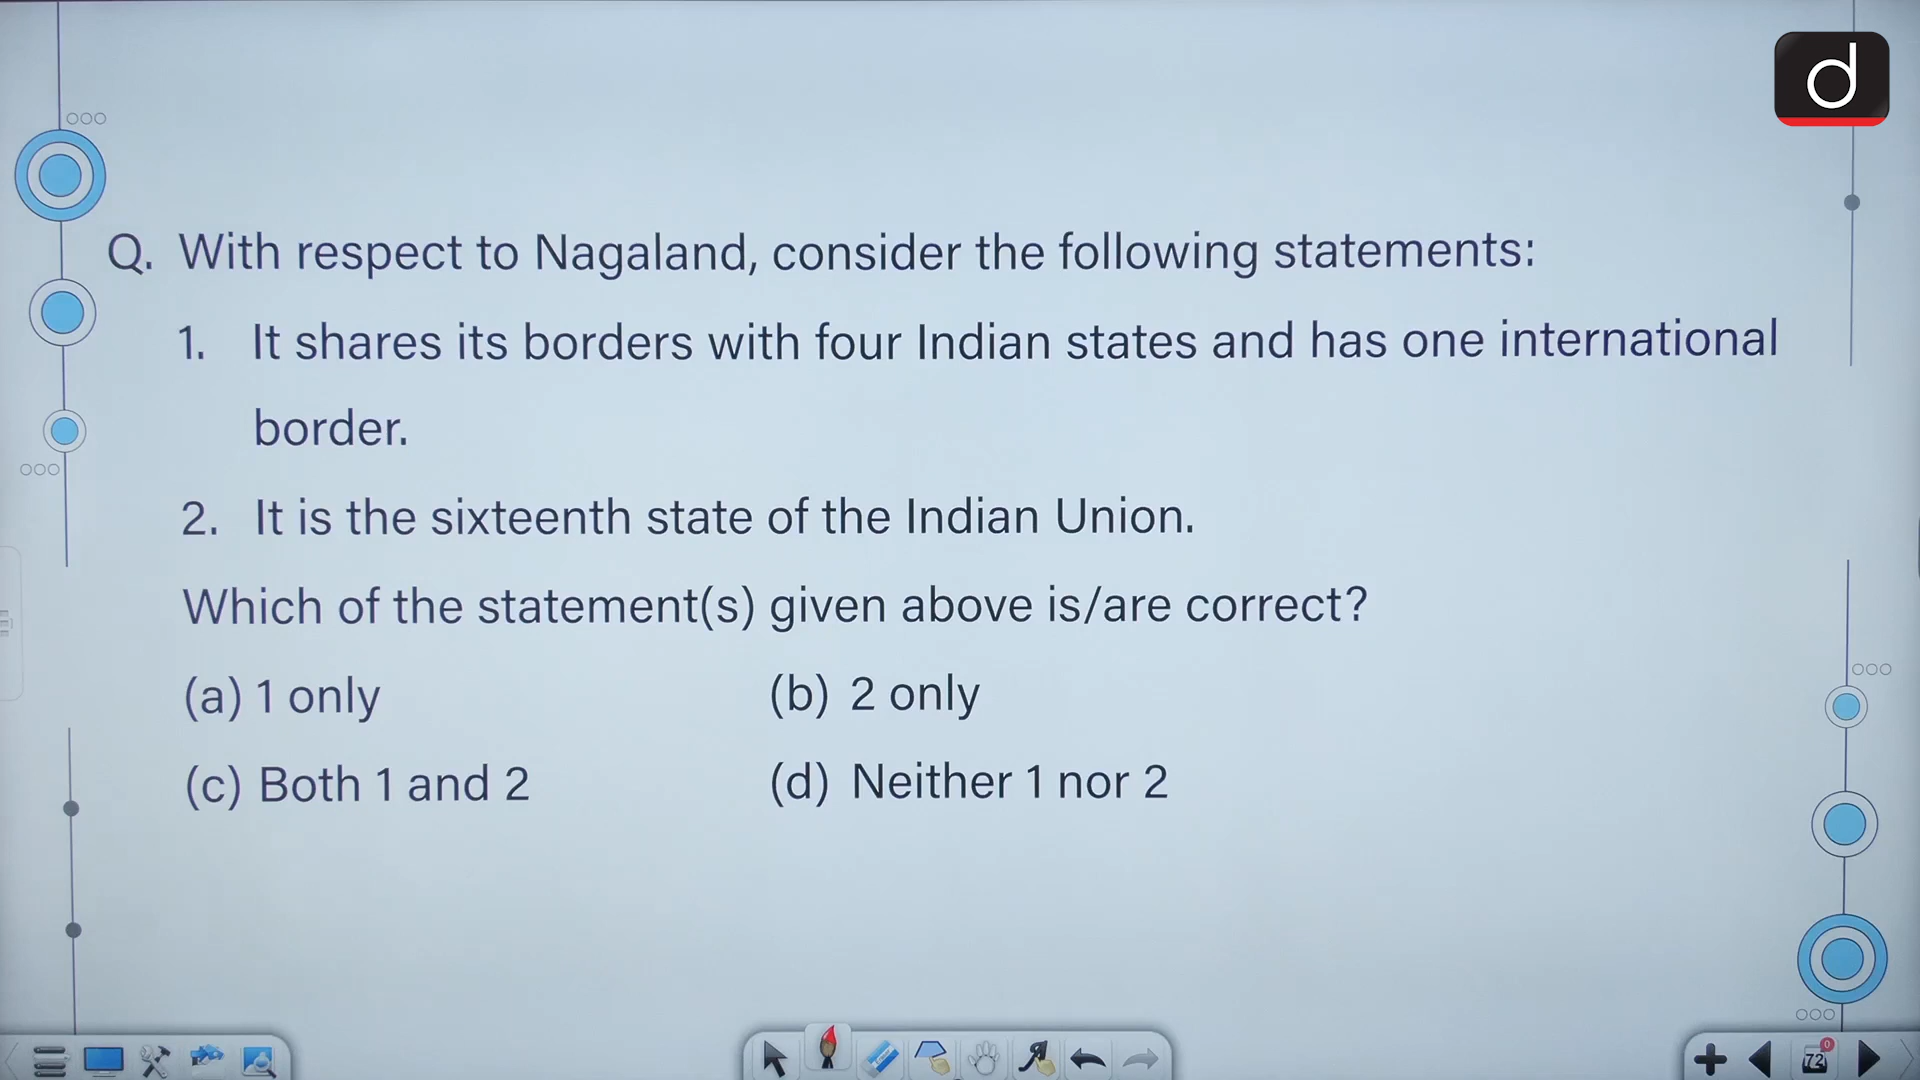 d
Q. With respect to Nagaland, consider the following statements:
1. It shares its borders with four Indian states and has one international
border.
2. It is the sixteenth state of the Indian Union.
Which of the statement(s) given above is/are correct?
(a) 1 only (b) 2 only
(c) Both 1 and 2 (d) Neither 1 nor 2
0
72